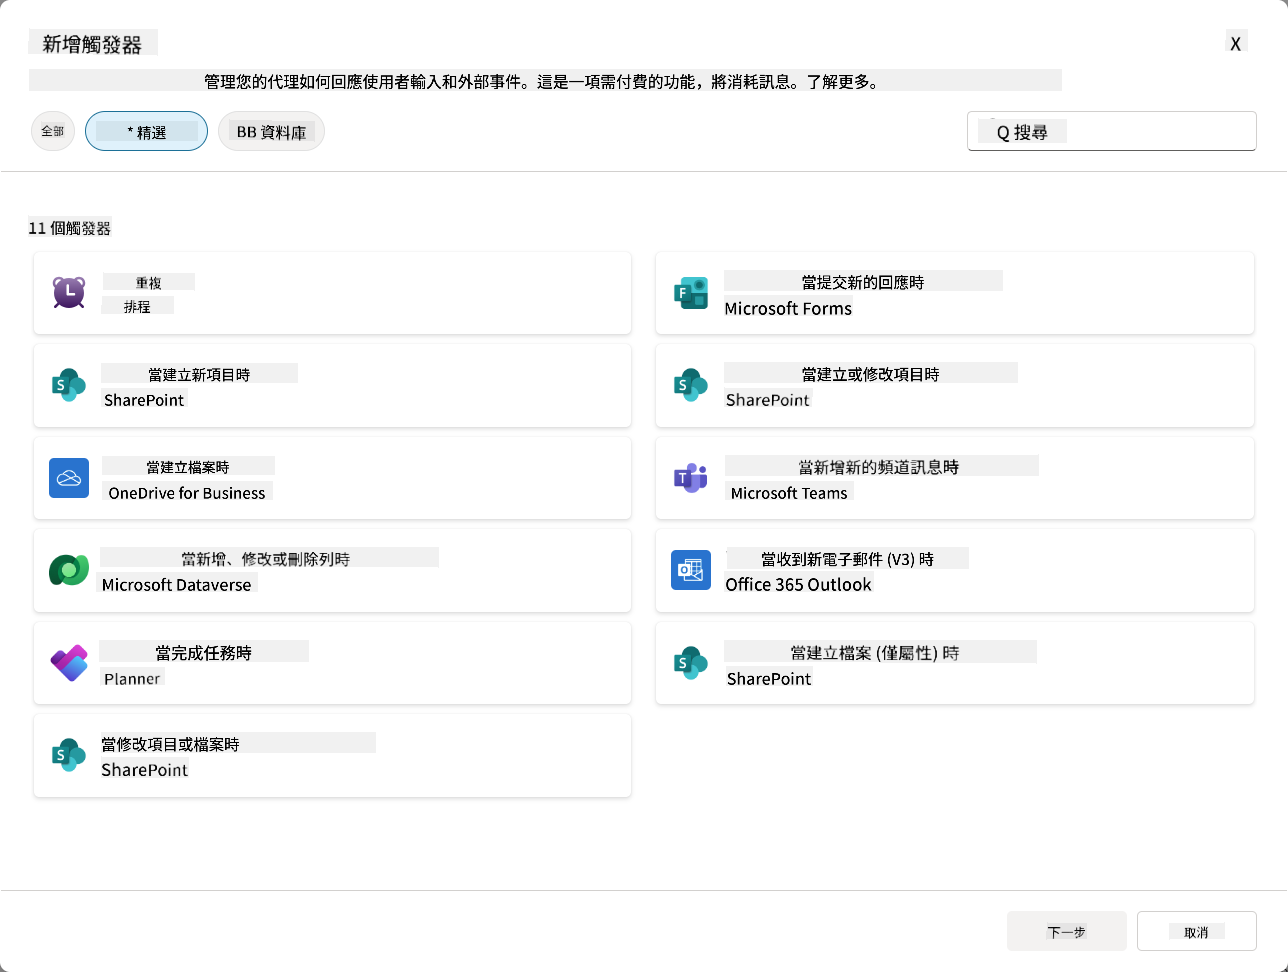 新增觸發器
X
管理您的代理如何回應使用者輸入和外部事件。這是一項需付費的功能，將消耗訊息。了解更多。
全部
* 精選
BB 資料庫
Q 搜尋
11 個觸發器
重複
排程
當提交新的回應時
Microsoft Forms
當建立新項目時
SharePoint
當建立或修改項目時
SharePoint
當建立檔案時
OneDrive for Business
當新增新的頻道訊息時
Microsoft Teams
當新增、修改或刪除列時
Microsoft Dataverse
當收到新電子郵件 (V3) 時
Office 365 Outlook
當完成任務時
Planner
當建立檔案 (僅屬性) 時
SharePoint
當修改項目或檔案時
SharePoint
下一步
取消